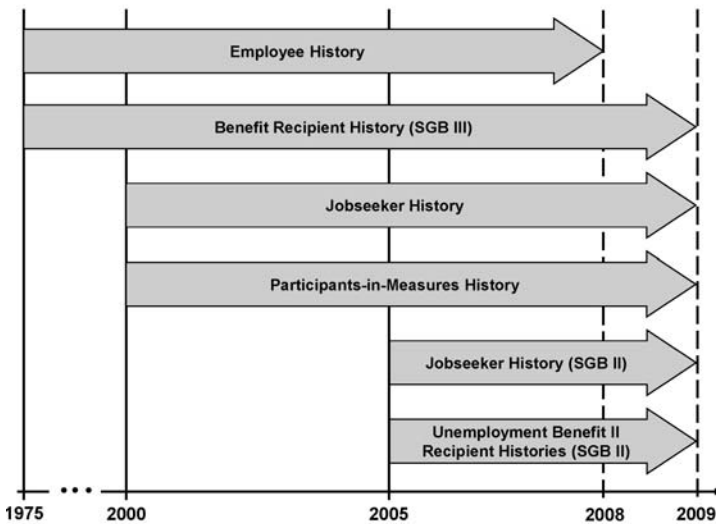 Employee History
Benefit Recipient History (SGB III)
Jobseeker History
Participants-in-Measures History
Jobseeker History (SGB II)
Unemployment Benefit II
Recipient Histories (SGB II)
1975 ••• 2000 2005 2008 2009